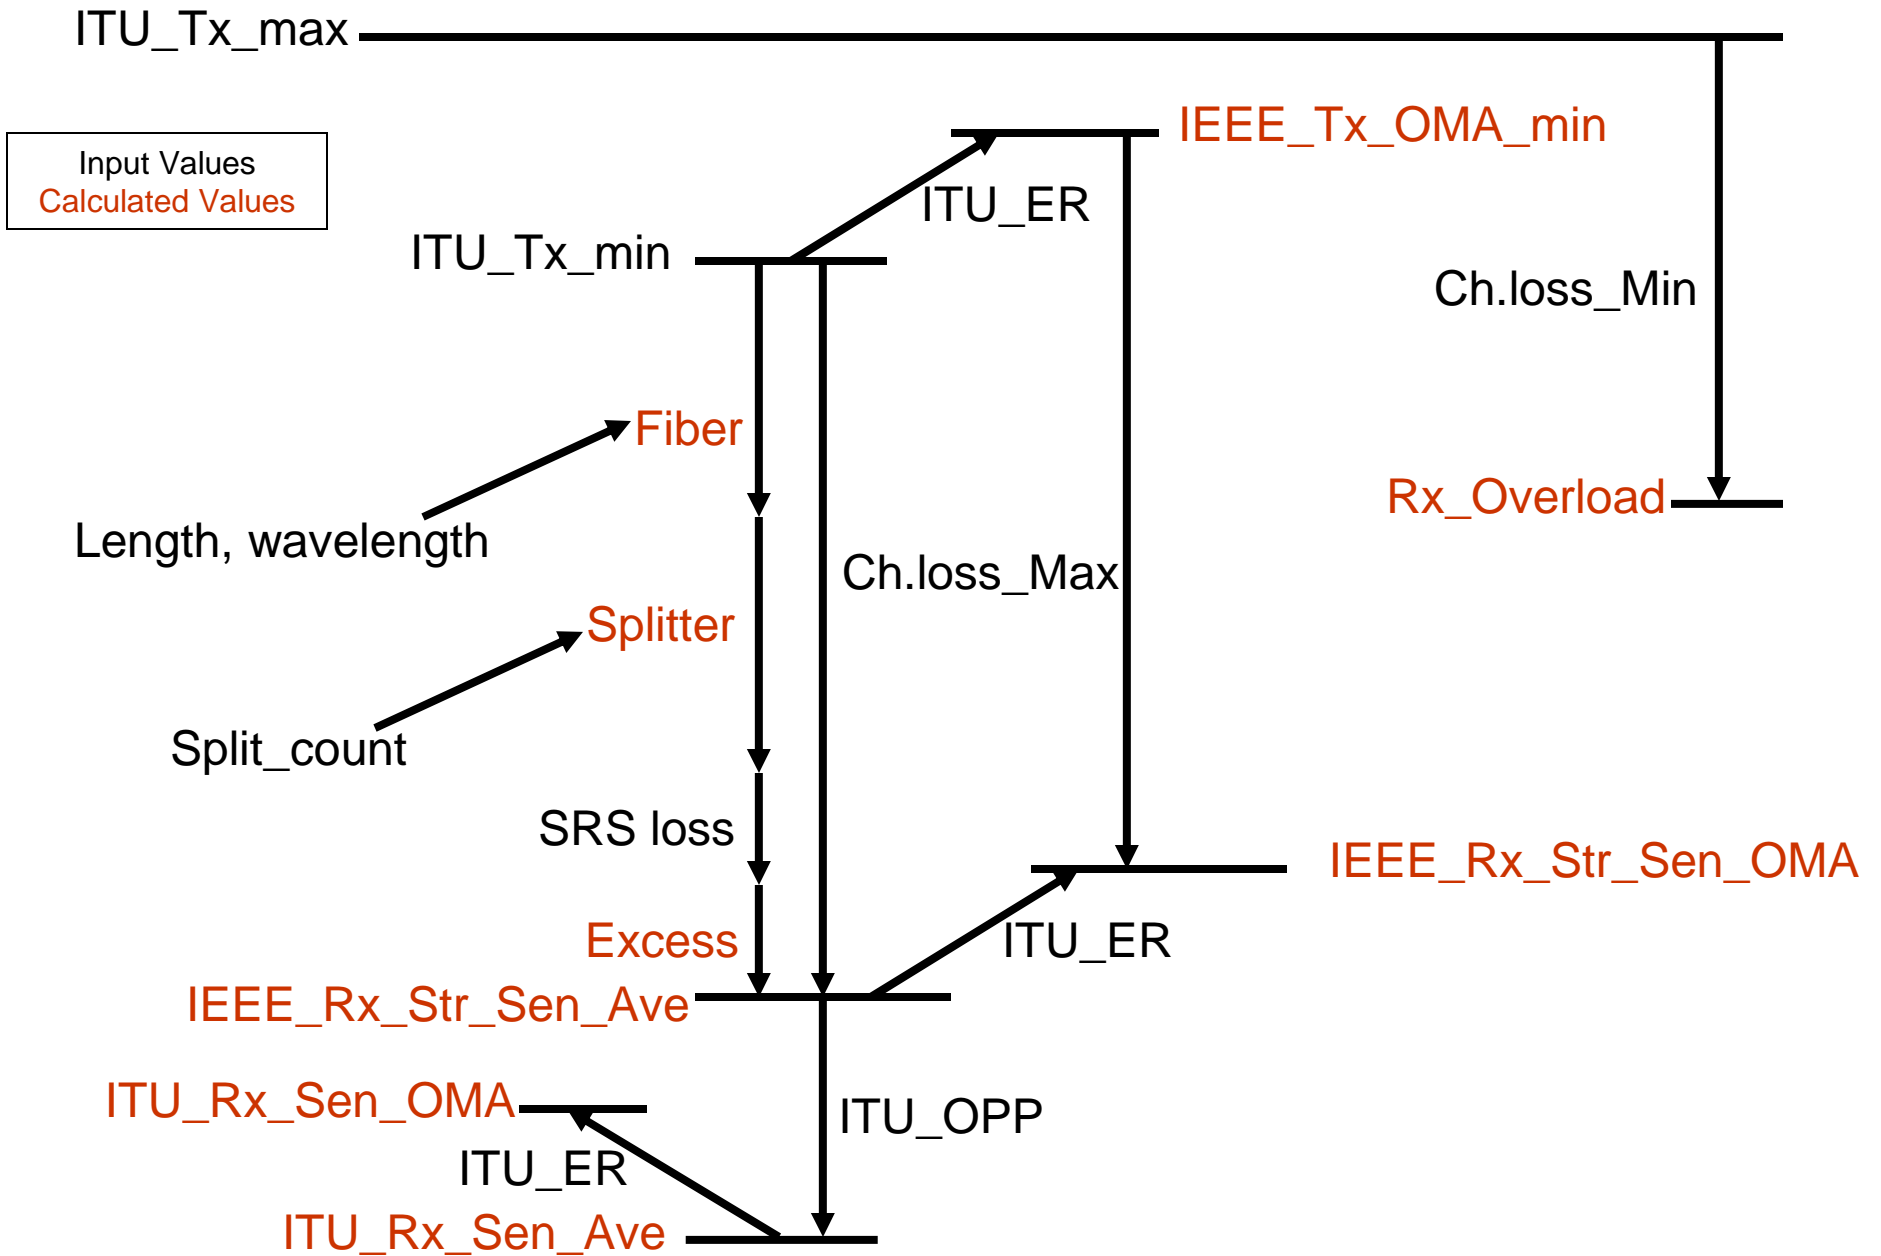 ITU_Tx_max
IEEE_Tx_OMA_min
Input Values
Calculated Values
ITU_ER
ITU_Tx_min
Ch.loss_Min
Fiber
Rx_Overload
Length, wavelength
Ch.loss_Max
Splitter
Split_count
SRS loss
IEEE_Rx_Str_Sen_OMA
Excess
ITU_ER
IEEE_Rx_Str_Sen_Ave
ITU_Rx_Sen_OMA
ITU_OPP
ITU_ER
ITU_Rx_Sen_Ave